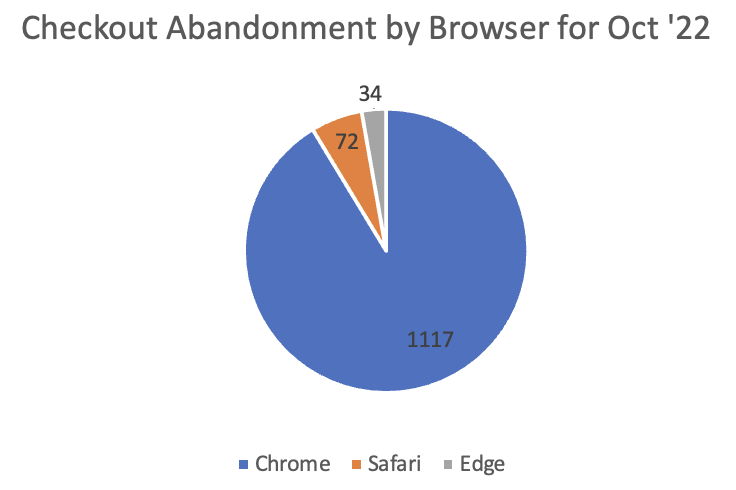 Checkout Abandonment by Browser for Oct '22
34
72
1117
Chrome Safari Edge